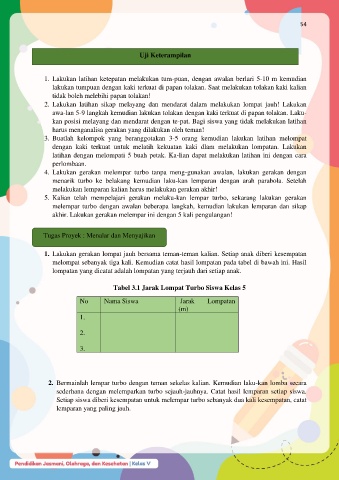 54
Uji Keterampilan
1. Lakukan latihan ketepatan melakukan tum-puan, dengan awalan berlari 5-10 m kemudian
lakukan tumpuan dengan kaki terkuat di papan tolakan. Saat melakukan tolakan kaki kalian
tidak boleh melebihi papan tolakan!
2. Lakukan latihan sikap melayang dan mendarat dalam melakukan lompat jauh! Lakukan
awa-lan 5-9 langkah kemudian lakukan tolakan dengan kaki terkuat di papan tolakan. Laku-
kan posisi melayang dan mendarat dengan te-pat. Bagi siswa yang tidak melakukan latihan
harus menganalisa gerakan yang dilakukan oleh teman!
3. Buatlah kelompok yang beranggotakan 3-5 orang kemudian lakukan latihan melompat
dengan kaki terkuat untuk melatih kekuatan kaki dlam melakukan lompatan. Lakukan
latihan dengan melompati 5 buah petak. Ka-lian dapat melakukan latihan ini dengan cara
perlombaan.
4. Lakukan gerakan melempar turbo tanpa meng-gunakan awalan, lakukan gerakan dengan
menarik turbo ke belakang kemudian laku-kan lemparan dengan arah parabola. Setelah
melakukan lemparan kalian harus melakukan gerakan akhir!
5. Kalian telah mempelajari gerakan melaku-kan lempar turbo, sekarang lakukan gerakan
melempar turbo dengan awalan beberapa langkah, kemudian lakukan lemparan dan sikap
akhir. Lakukan gerakan melempar ini dengan 5 kali pengulangan!
Tugas Proyek : Menalar dan Menyajikan
1. Lakukan gerakan lompat jauh bersama teman-teman kalian. Setiap anak diberi kesempatan
melompat sebanyak tiga kali. Kemudian catat hasil lompatan pada tabel di bawah ini. Hasil
lompatan yang dicatat adalah lompatan yang terjauh dari setiap anak.
Tabel 3.1 Jarak Lompat Turbo Siswa Kelas 5
No Nama Siswa Jarak Lompatan
(m)
1.
2.
3.
2. Bermainlah lempar turbo dengan teman sekelas kalian. Kemudian laku-kan lomba secara
sederhana dengan melemparkan turbo sejauh-jauhnya. Catat hasil lemparan setiap siswa.
Setiap siswa diberi kesempatan untuk melempar turbo sebanyak dua kali kesempatan, catat
lemparan yang paling jauh.
Pendidikan Jasmani, Olahraga, dan Kesehatan | Kelas V